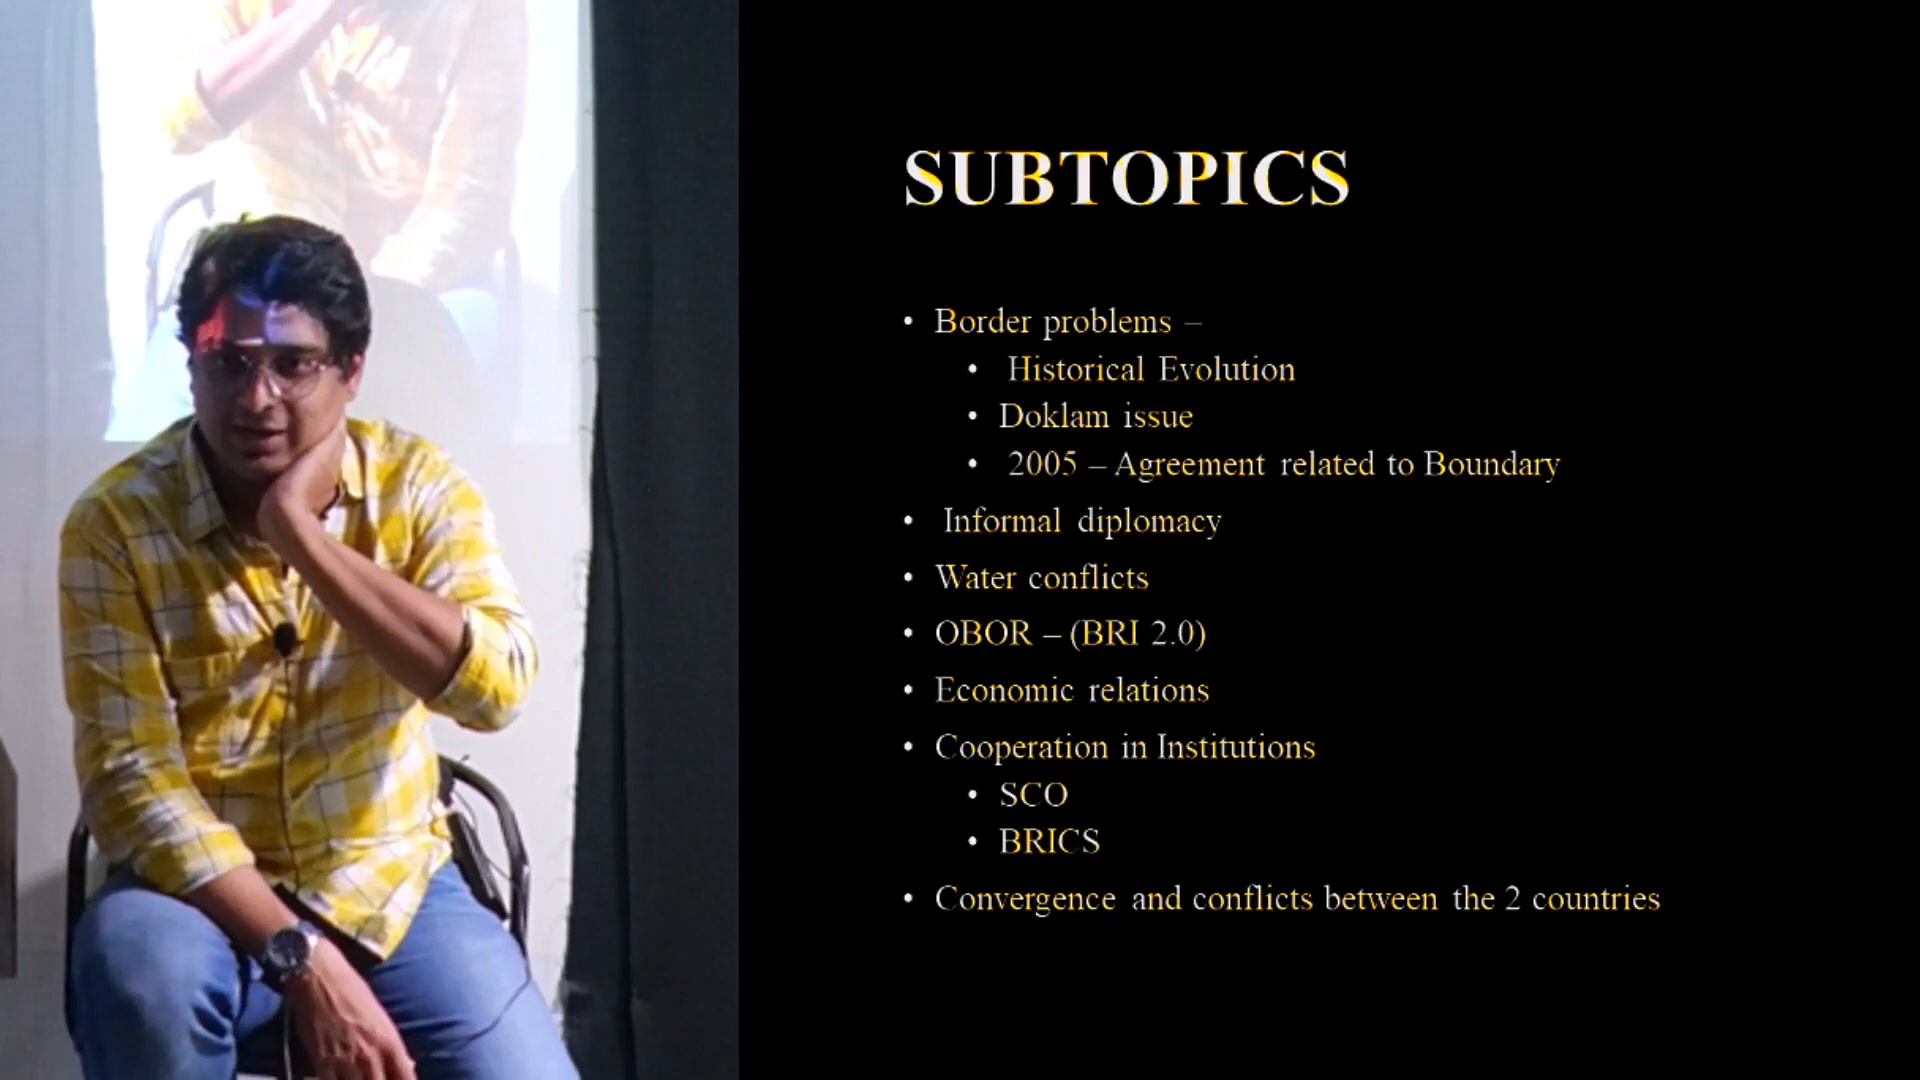 SUBTOPICS
• Border problems –
• Historical Evolution
• Doklam issue
• 2005 – Agreement related to Boundary
• Informal diplomacy
• Water conflicts
• OBOR – (BRI 2.0)
• Economic relations
• Cooperation in Institutions
• SCO
• BRICS
• Convergence and conflicts between the 2 countries